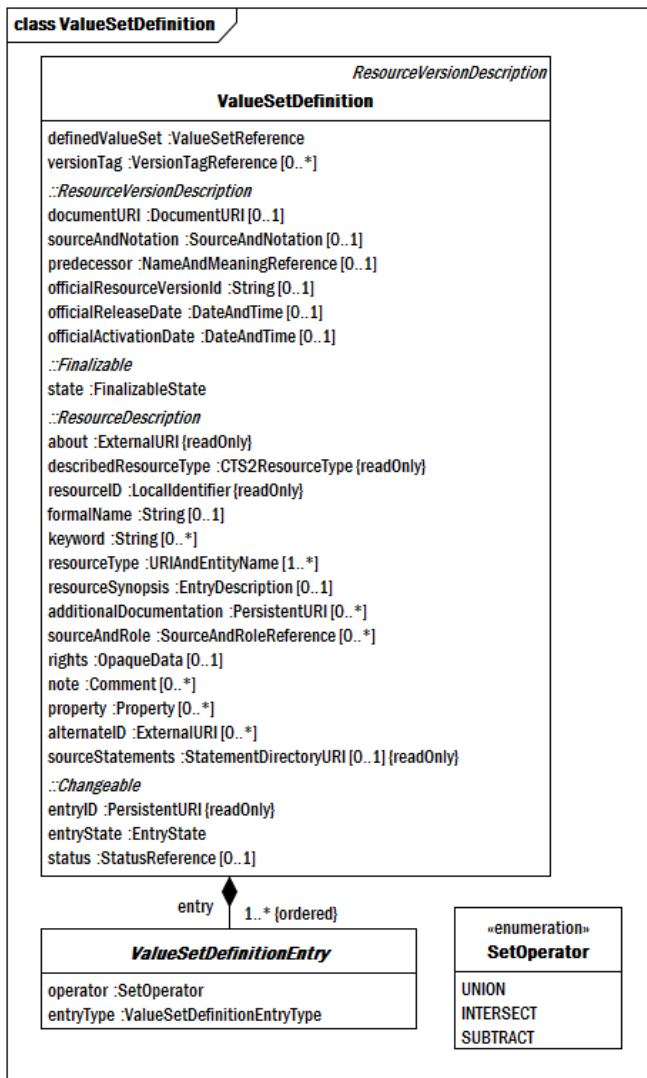 class ValueSetDefinition
ResourceVersionDescription
ValueSetDefinition
definedValueSet :ValueSetReference
versionTag :VersionTagReference [0..*]
::ResourceVersionDescription
documentURI :DocumentURI [0..1]
sourceAndNotation :SourceAndNotation [0..1]
predecessor :NameAndMeaningReference [0..1]
officialResourceVersionId :String [0..1]
officialReleaseDate :DateAndTime [0..1]
officialActivationDate :DateAndTime [0..1]
::Finalizable
state :FinalizableState
::ResourceDescription
about :ExternalURI {readOnly}
describedResourceType :CTS2ResourceType {readOnly}
resourceID :LocalIdentifier {readOnly}
formalName :String [0..1]
keyword :String [0..*]
resourceType :URIAndEntityName [1..*]
resourceSynopsis :EntryDescription [0..1]
additionalDocumentation :PersistentURI [0..*]
sourceAndRole :SourceAndRoleReference [0..*]
rights :OpaqueData [0..1]
note :Comment [0..*]
property :Property [0..*]
alternateID :ExternalURI [0..*]
sourceStatements :StatementDirectoryURI [0..1] {readOnly}
::Changeable
entryID :PersistentURI {readOnly}
entryState :EntryState
status :StatusReference [0..1]
entry
1..* {ordered}
ValueSetDefinitionEntry
operator :SetOperator
entryType :ValueSetDefinitionEntryType
«enumeration»
SetOperator
UNION
INTERSECT
SUBTRACT